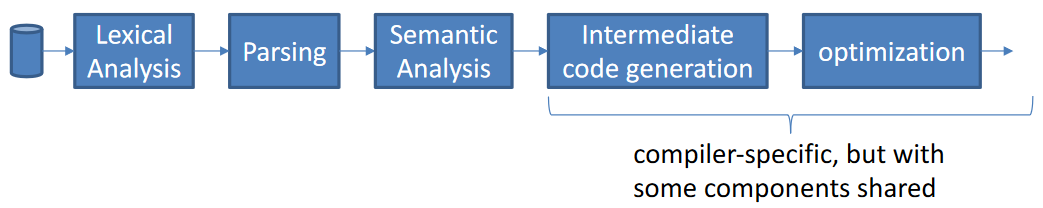 Lexical
Analysis
Parsing
Semantic
Analysis
Intermediate
code generation
optimization
compiler-specific, but with
some components shared